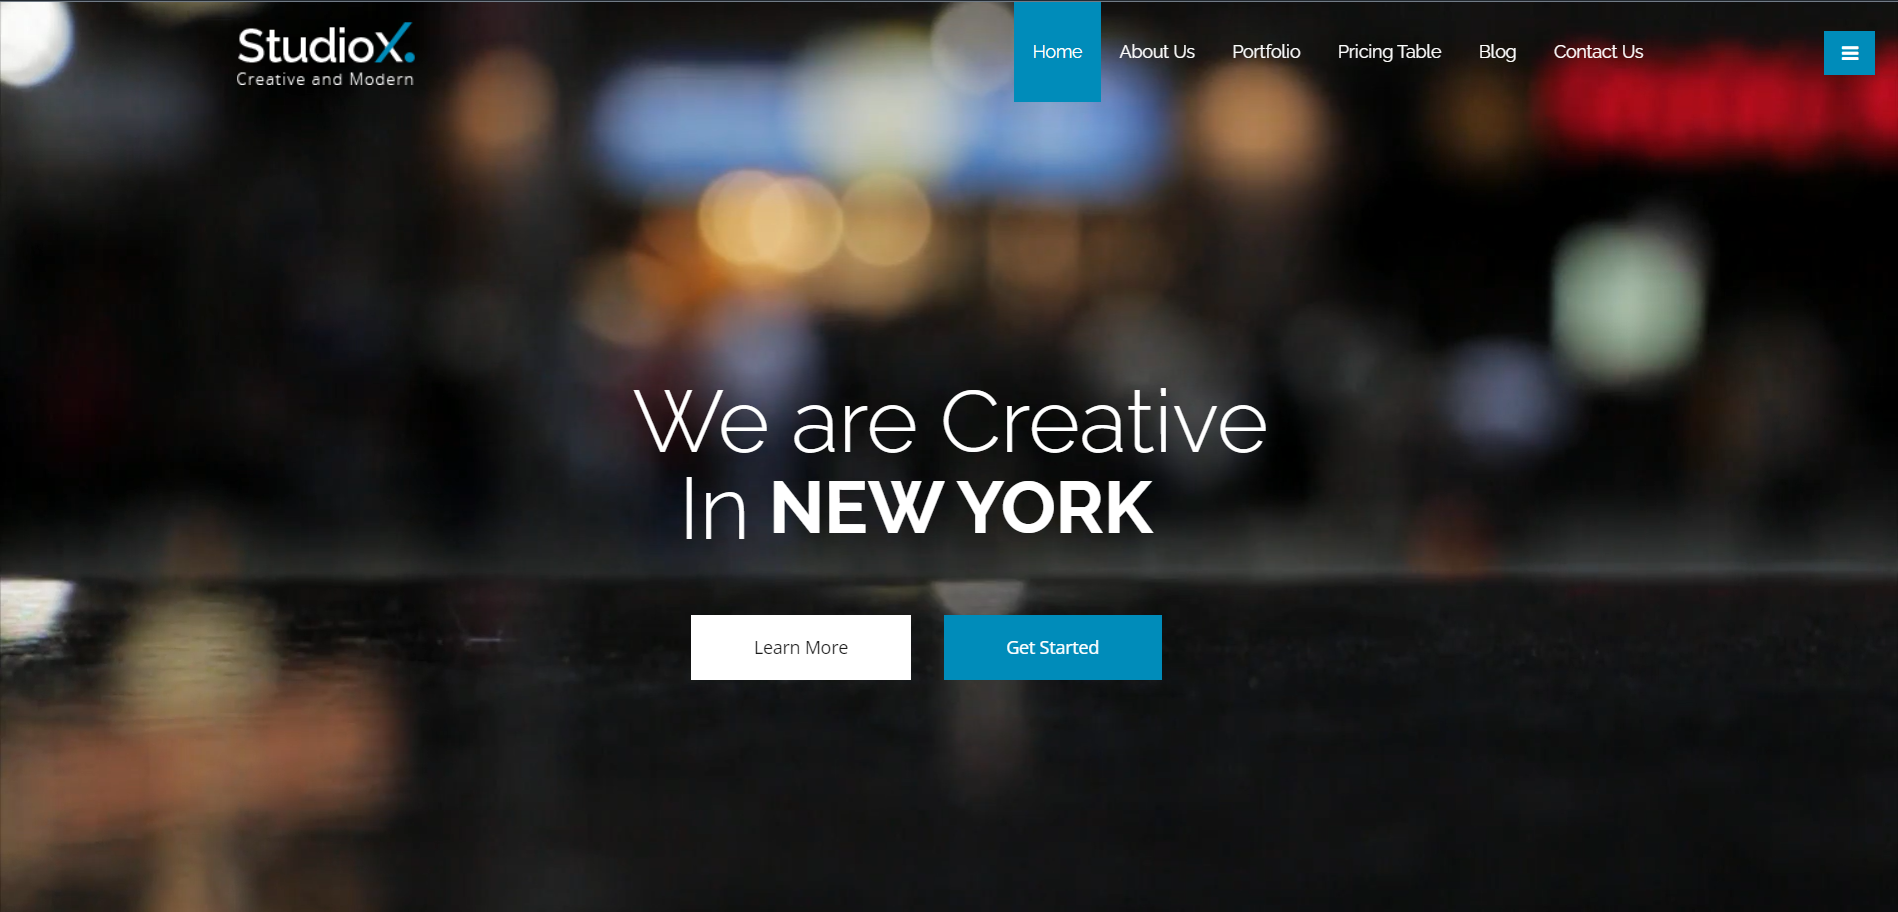 StudioX.
Creative and Modern
Home About Us Portfolio Pricing Table Blog Contact Us
We are Creative
In NEW YORK
Learn More Get Started